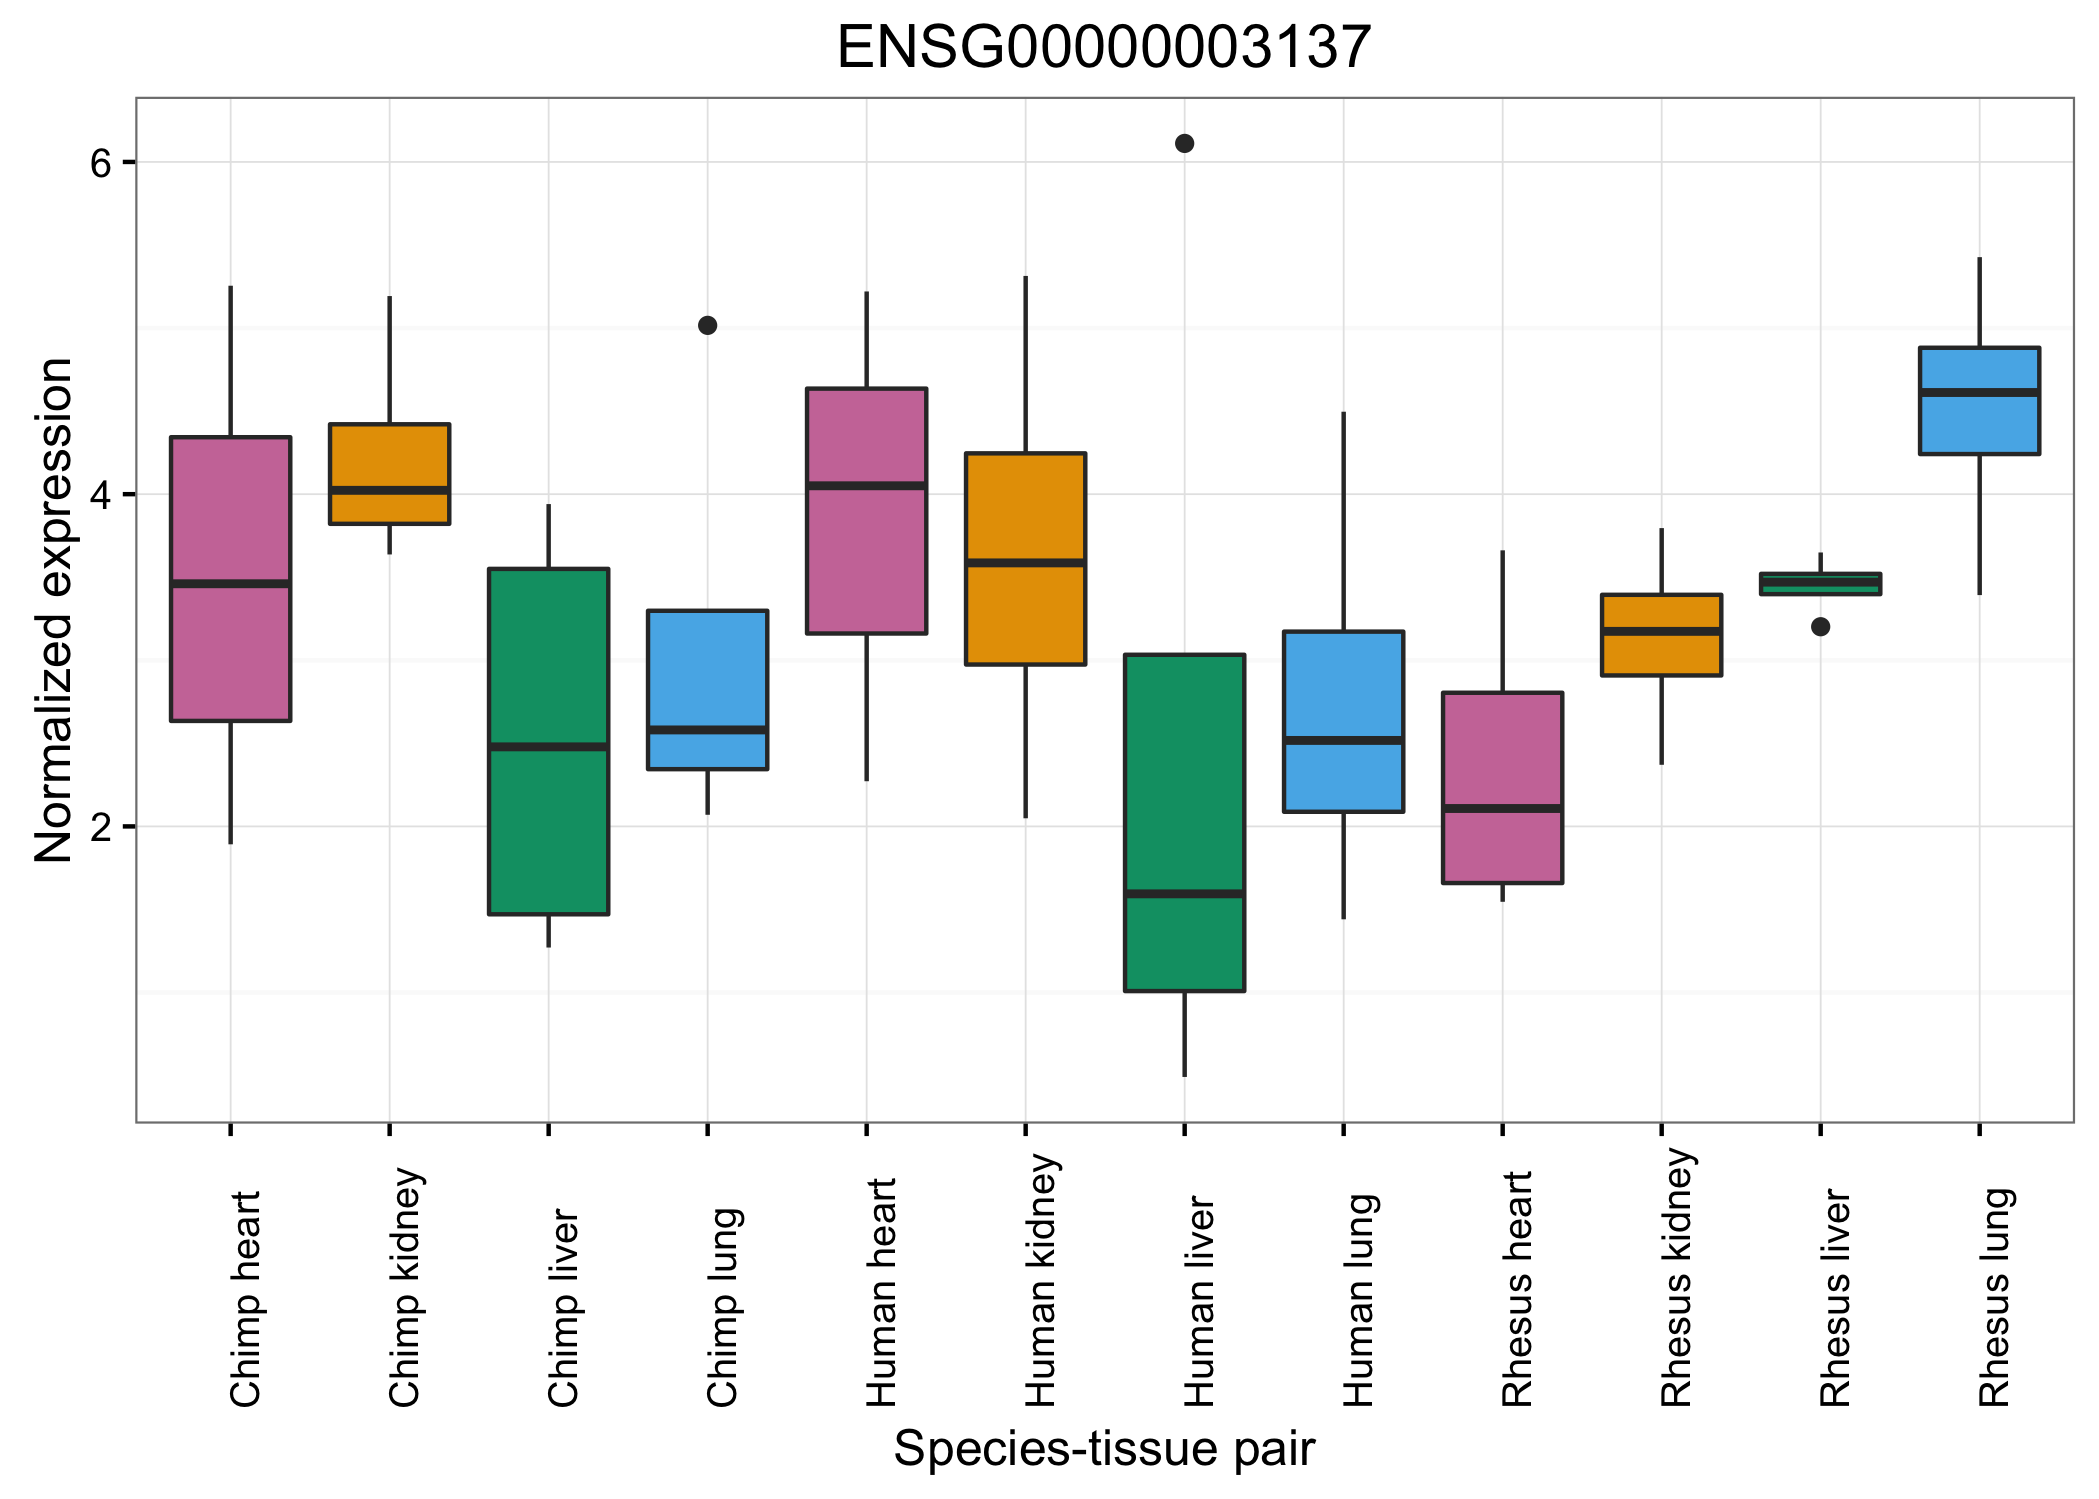 ENSG00000003137
Normalized expression
6
4
2
Chimp heart
Chimp kidney
Chimp liver
Chimp lung
Human heart
Human kidney
Human liver
Human lung
Rhesus heart
Rhesus kidney
Rhesus liver
Rhesus lung
Species-tissue pair